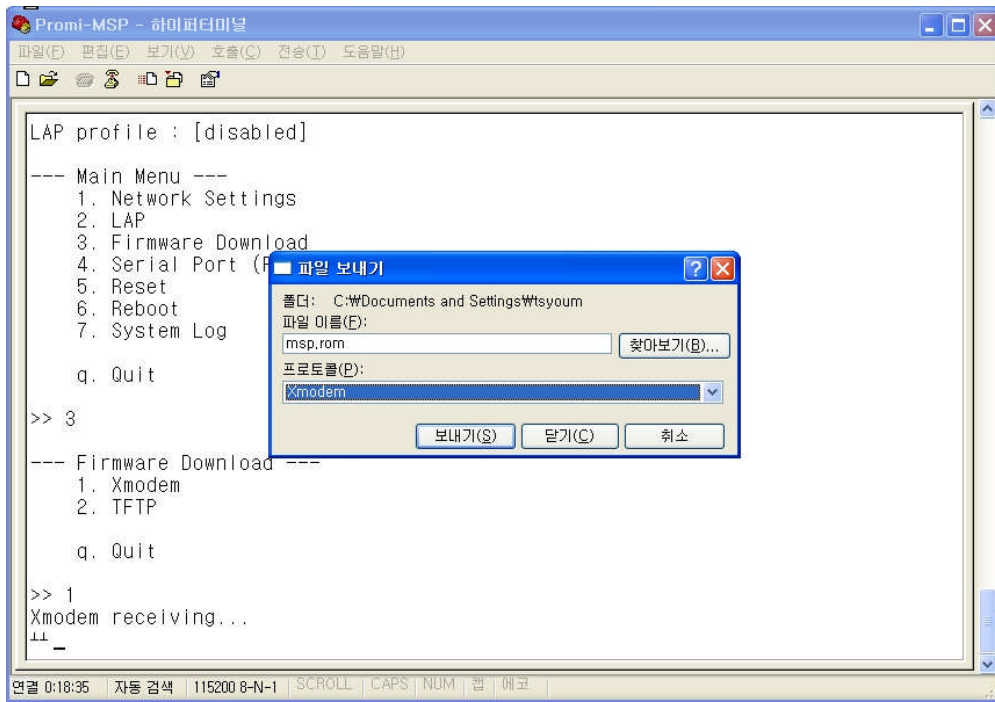 Promi-MSP - 하이퍼터미널
파일(F) 편집(E) 보기(V) 호출(C) 전송(T) 도움말(H)
LAP profile : [disabled]
--- Main Menu ---
1. Network Settings
2. LAP
3. Firmware Download
4. Serial Port (
5. Reset
6. Reboot
7. System Log
q. Quit
>> 3
--- Firmware Download ---
1. Xmodem
2. TFTP
q. Quit
>> 1
Xmodem receiving...
ㅛ _
파일 보내기
폴더: C:₩Documents and Settings₩tsyoum
파일 이름(F):
msp.rom 찾아보기(B)...
프로토콜(P):
Xmodem
보내기(S) 닫기(C) 취소
연결 0:18:35 자동 검색 115200 8-N-1 SCROLL CAPS NUM 캡 에코